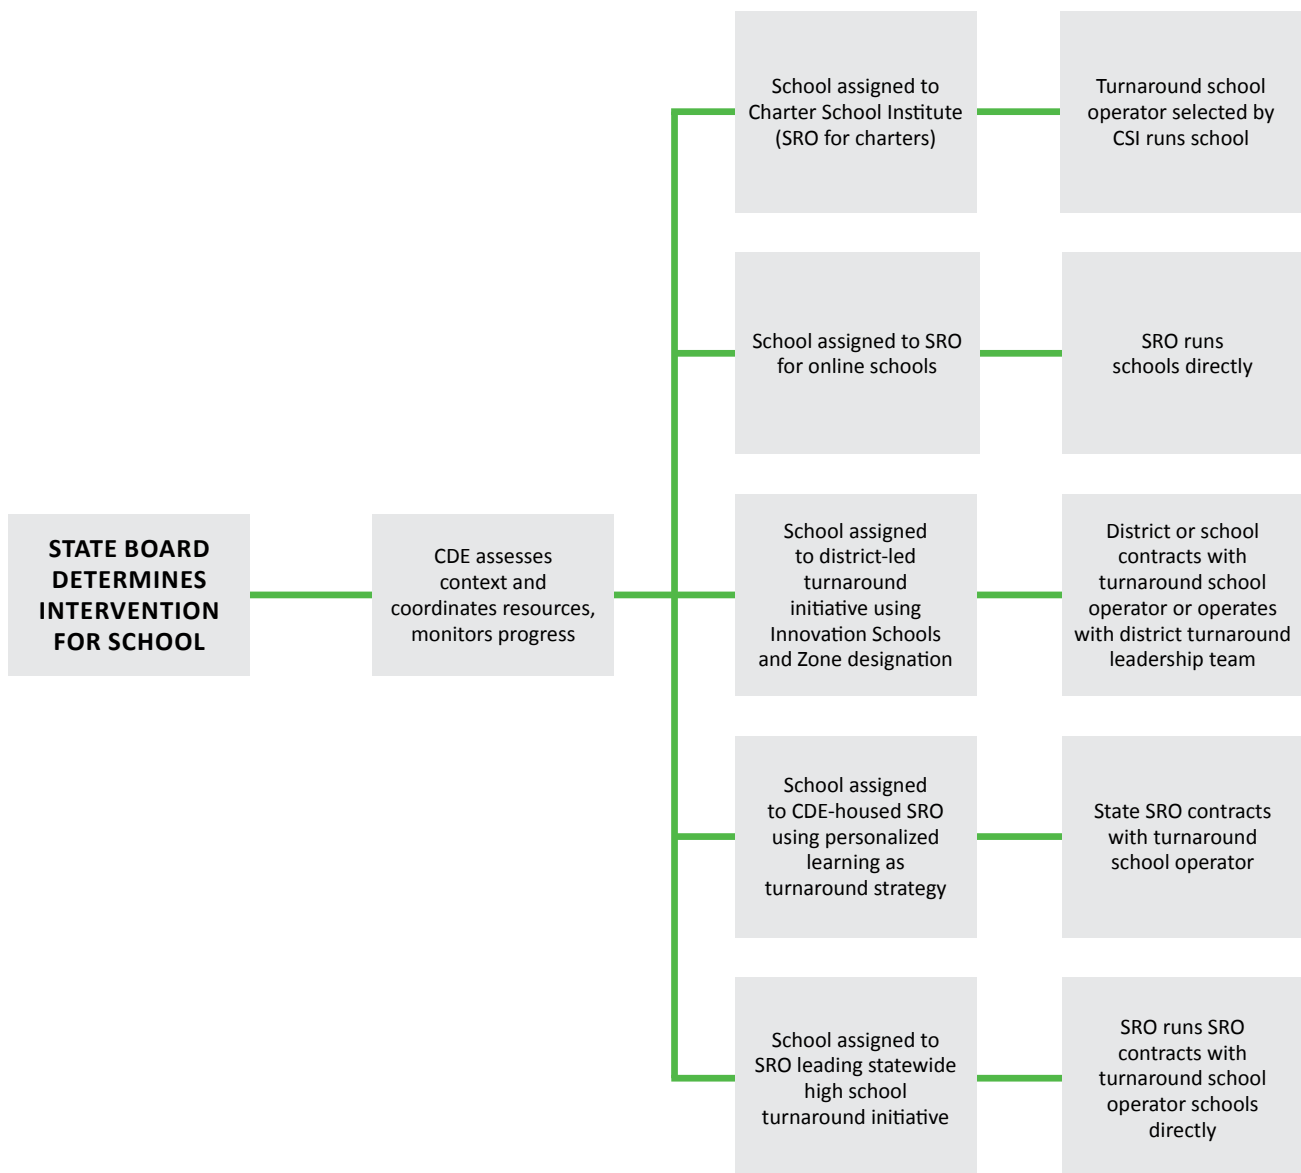 STATE BOARD
DETERMINES
INTERVENTION
FOR SCHOOL
CDE assesses
context and
coordinates resources,
monitors progress
School assigned to
Charter School Institute
(SRO for charters)
Turnaround school
operator selected by
CSI runs school
School assigned to SRO
for online schools
SRO runs
schools directly
School assigned
to district-led
turnaround
initiative using
Innovation Schools
and Zone designation
District or school
contracts with
turnaround school
operator or operates
with district turnaround
leadership team
School assigned
to CDE-housed SRO
using personalized
learning as
turnaround strategy
State SRO contracts
with turnaround
school operator
School assigned to
SRO leading statewide
high school
turnaround initiative
SRO runs SRO
contracts with
turnaround school
operator schools
directly